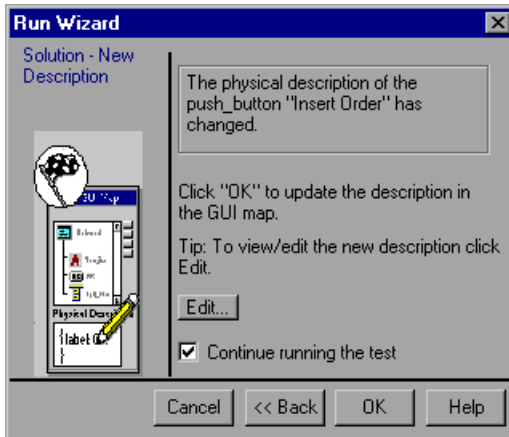 Run Wizard
Solution - New
Description
The physical description of the
push_button "Insert Order" has
changed.
Click "OK" to update the description in
the GUI map.
Tip: To view/edit the new description click
Edit.
Edit...
Continue running the test
Physical
{label:
}
Cancel
<< Back
OK
Help